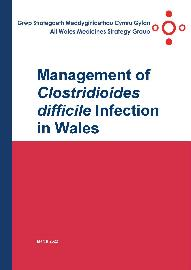 Grŵp Strategaeth Meddyginiaethau Cymru Gyfan
All Wales Medicines Strategy Group
Management of
Clostridioides
difficile Infection
in Wales